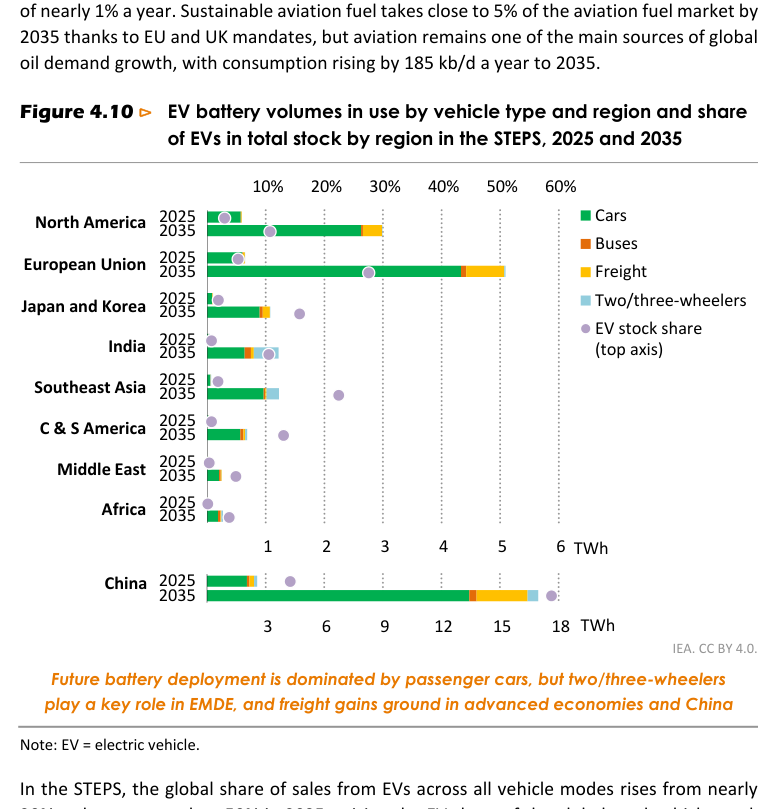 of nearly 1% a year. Sustainable aviation fuel takes close to 5% of the aviation fuel market by
2035 thanks to EU and UK mandates, but aviation remains one of the main sources of global
oil demand growth, with consumption rising by 185 kb/d a year to 2035.
Figure 4.10 ▻ EV battery volumes in use by vehicle type and region and share
of EVs in total stock by region in the STEPS, 2025 and 2035
10% 20% 30% 40% 50% 60%
North America 2025
2035
European Union 2025
2035
Japan and Korea 2025
2035
India 2025
2035
Southeast Asia 2025
2035
C & S America 2025
2035
Middle East 2025
2035
Africa 2025
2035
1 2 3 4 5 6 TWh
China 2025
2035
3 6 9 12 15 18 TWh
Cars
Buses
Freight
Two/three-wheelers
EV stock share
(top axis)
IEA. CC BY 4.0.
Future battery deployment is dominated by passenger cars, but two/three-wheelers
play a key role in EMDE, and freight gains ground in advanced economies and China
Note: EV = electric vehicle.
In the STEPS, the global share of sales from EVs across all vehicle modes rises from nearly